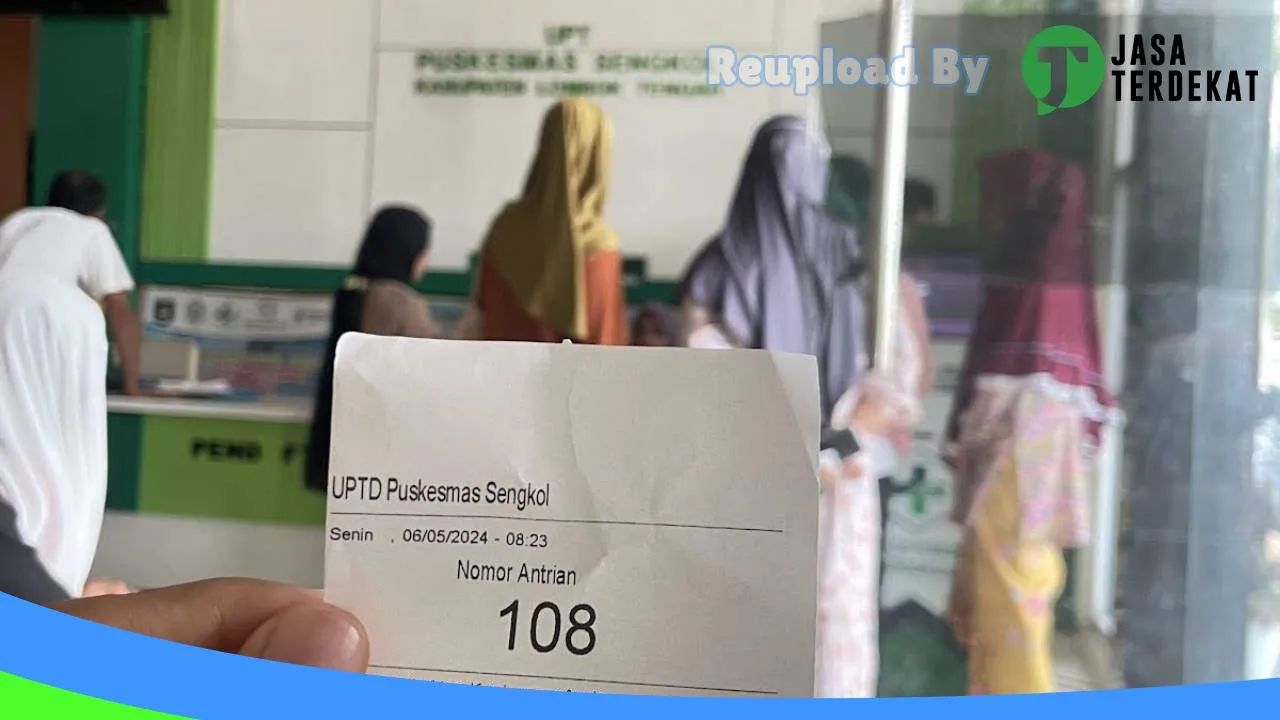 UPT
PUSKESMAS SENGKOL
KABUPATEN LOMBOK TENGAH
Reupload By
JASA
TERDEKAT
UPTD Puskesmas Sengkol
Senin , 06/05/2024 - 08:23
Nomor Antrian
108
PEND